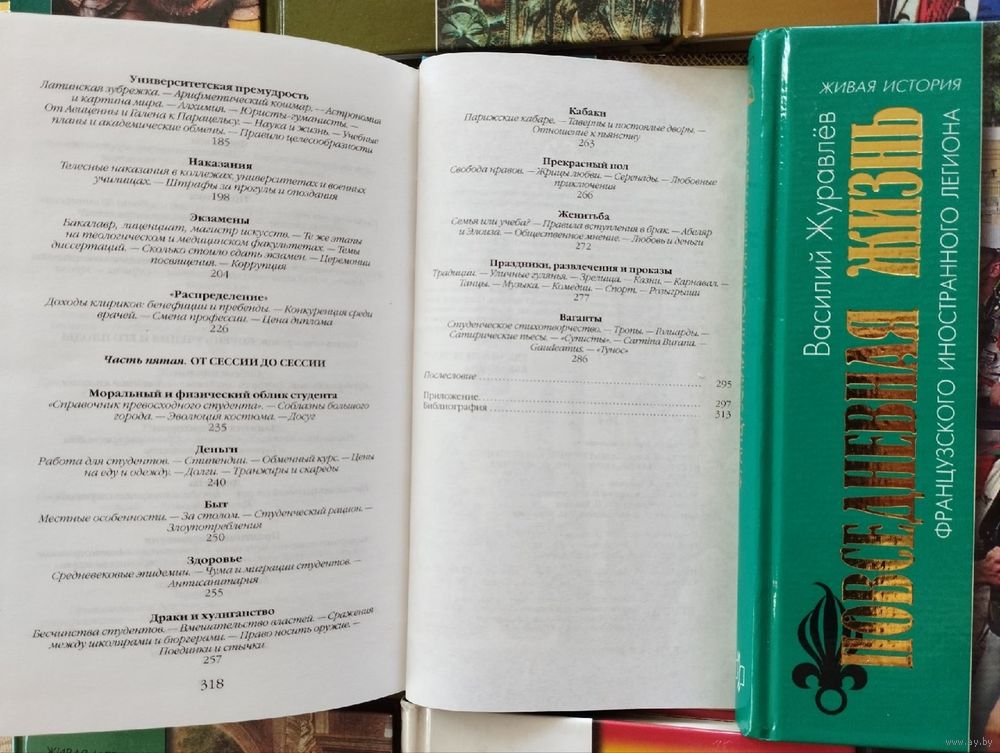 Университетская премудрость
Латинская зубрежка. — Арифметический кошмар. — Астрономия
и картина мира. — Алхимия. — Юристы-гуманисты. —
От Авиценны и Галена к Парацельсу. — Наука и жизнь. — Учебные
планы и академические обмены. — Правило целесообразности
185
Наказания
Телесные наказания в коллежах, университетах и военных
училищах. — Штрафы за прогулы и опоздания
198
Экзамены
Бакалавр, лиценциат, магистр искусств. — Те же этапы
на теологическом и медицинском факультетах. — Темы
диссертаций. — Сколько стоило сдать экзамен. — Церемонии
посвящения. — Коррупция
204
«Распределение»
Доходы клириков: бенефиции и пребенды. — Конкуренция среди
врачей. — Смена профессии. — Цена диплома
226
Часть пятая. ОТ СЕССИИ ДО СЕССИИ
Моральный и физический облик студента
«Справочник превосходного студента». — Соблазны большого
города. — Эволюция костюма. — Досуг
235
Деньги
Работа для студентов. — Стипендии. — Обменный курс. — Цены
на еду и одежду. — Долги. — Транжиры и скареды
240
Быт
Местные особенности. — За столом. — Студенческий рацион. —
Злоупотребления
250
Здоровье
Средневековые эпидемии. — Чума и миграции студентов. —
Антисанитария
255
Драки и хулиганство
Бесчинства студентов. — Вмешательство властей. — Сражения
между школярами и бюргерами. — Право носить оружие. —
Поединки и стычки
257
318
Кабаки
Парижские кабаре. — Таверны и постоялые дворы. —
Отношение к пьянству
263
Прекрасный пол
Свобода нравов. — Жрицы любви. — Серенады. — Любовные
приключения
266
Женитьба
Семья или учеба? — Правила вступления в брак. — Абеляр
и Элоиза. — Общественное мнение. — Любовь и деньги
272
Праздники, развлечения и проказы
Традиции. — Уличные гулянья. — Зрелища. — Казни. — Карнавал. —
Танцы. — Музыка. — Комедии. — Спорт. — Розыгрыши
277
Ваганты
Студенческое стихотворчество. — Тропы. — Голиарды. —
Сатирические пьесы. — «Суписты». — Carmina Burana. —
Gaudeamus. — «Тунос»
286
Послесловие 295
Приложение. 297
Библиография 313
ЖИВАЯ ИСТОРИЯ
Василий Журавлёв
ПОВСЕДНЕВНАЯ ЖИЗНЬ
ФРАНЦУЗСКОГО ИНОСТРАННОГО ЛЕГИОНА
www.ay.by